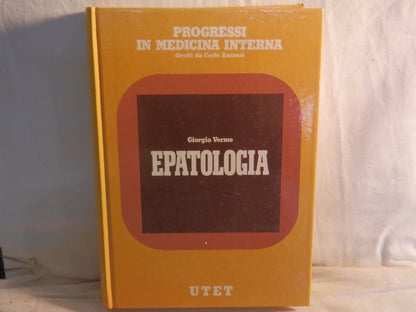 PROGRESSI
IN MEDICINA INTERNA
diretti da Carlo Zanussi
Giorgio Verme
EPATOLOGIA
UTET